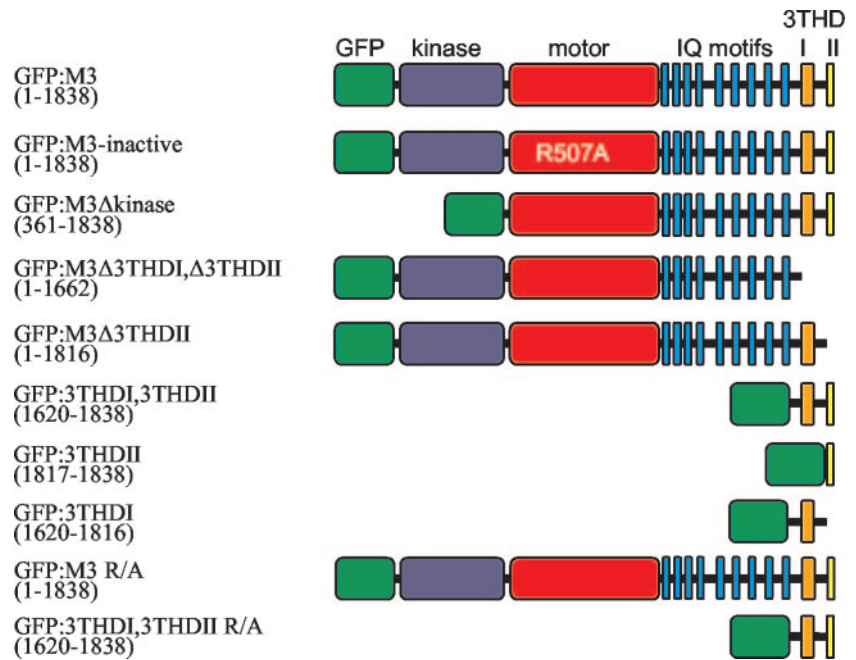 3THD
GFP kinase motor IQ motifs I II
GFP:M3
(1-1838)
GFP:M3-inactive
(1-1838)
R507A
GFP:M3Δkinase
(361-1838)
GFP:M3Δ3THDI,Δ3THDII
(1-1662)
GFP:M3Δ3THDII
(1-1816)
GFP:3THDI,3THDII
(1620-1838)
GFP:3THDII
(1817-1838)
GFP:3THDI
(1620-1816)
GFP:M3 R/A
(1-1838)
GFP:3THDI,3THDII R/A
(1620-1838)